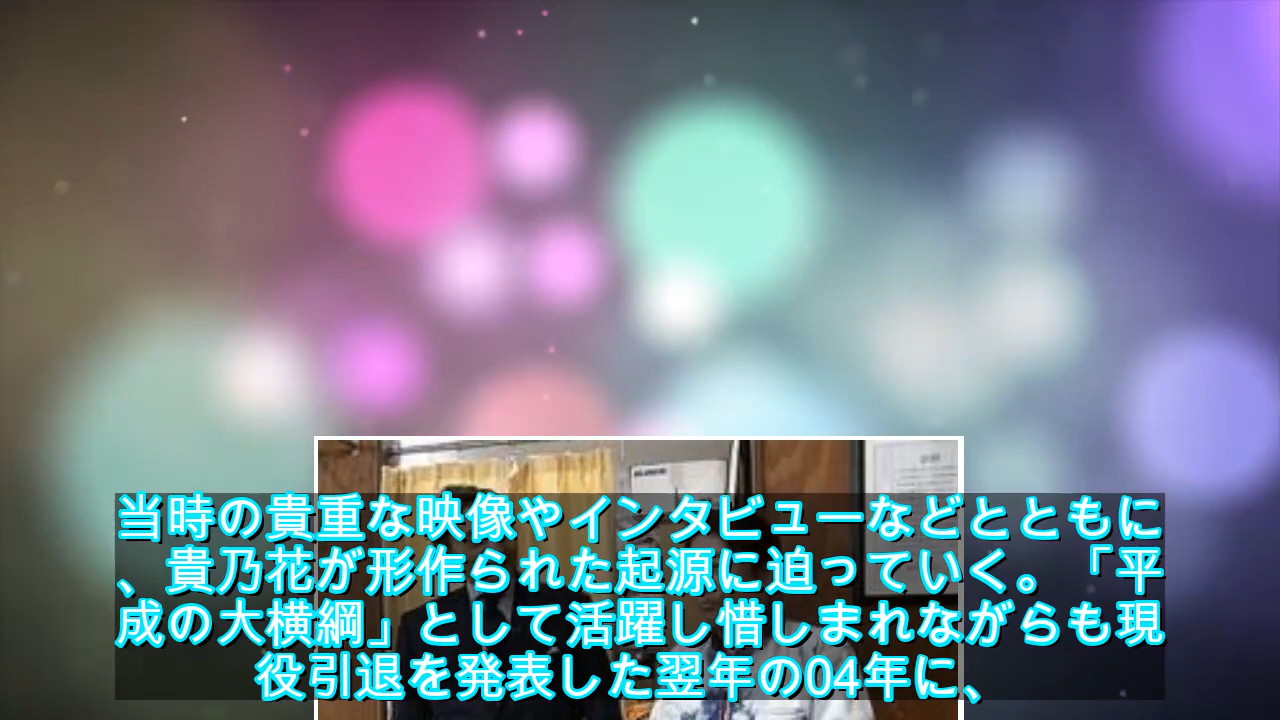 当時の貴重な映像やインタビューなどとともに
、貴乃花が形作られた起源に迫っていく。「平
成の大横綱」として活躍し惜しまれながらも現
役引退を発表した翌年の04年に、